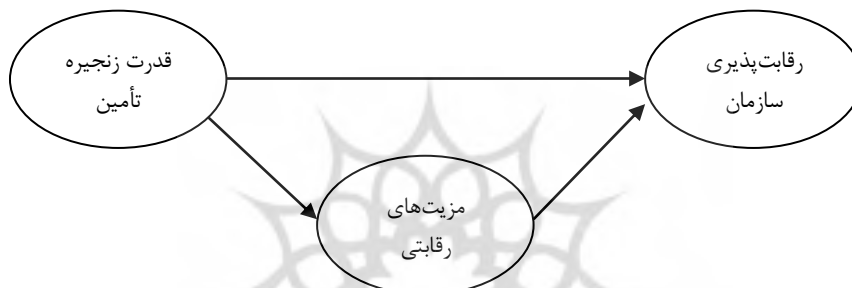 قدرت زنجیره
تأمین
رقابت‌پذیری
سازمان
مزیت‌های
رقابتی